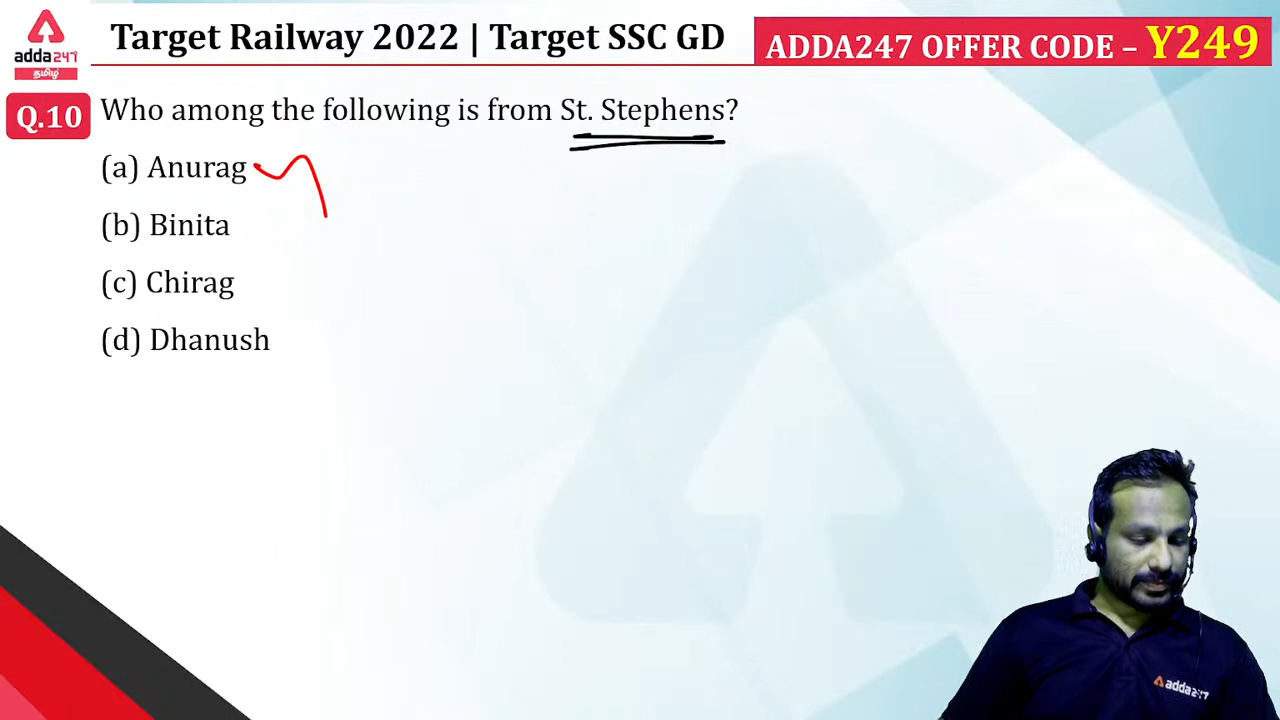 adda247
தமிழ்
Target Railway 2022 | Target SSC GD
ADDA247 OFFER CODE – Y249
Q.10 Who among the following is from St. Stephens?
(a) Anurag
(b) Binita
(c) Chirag
(d) Dhanush
adda247